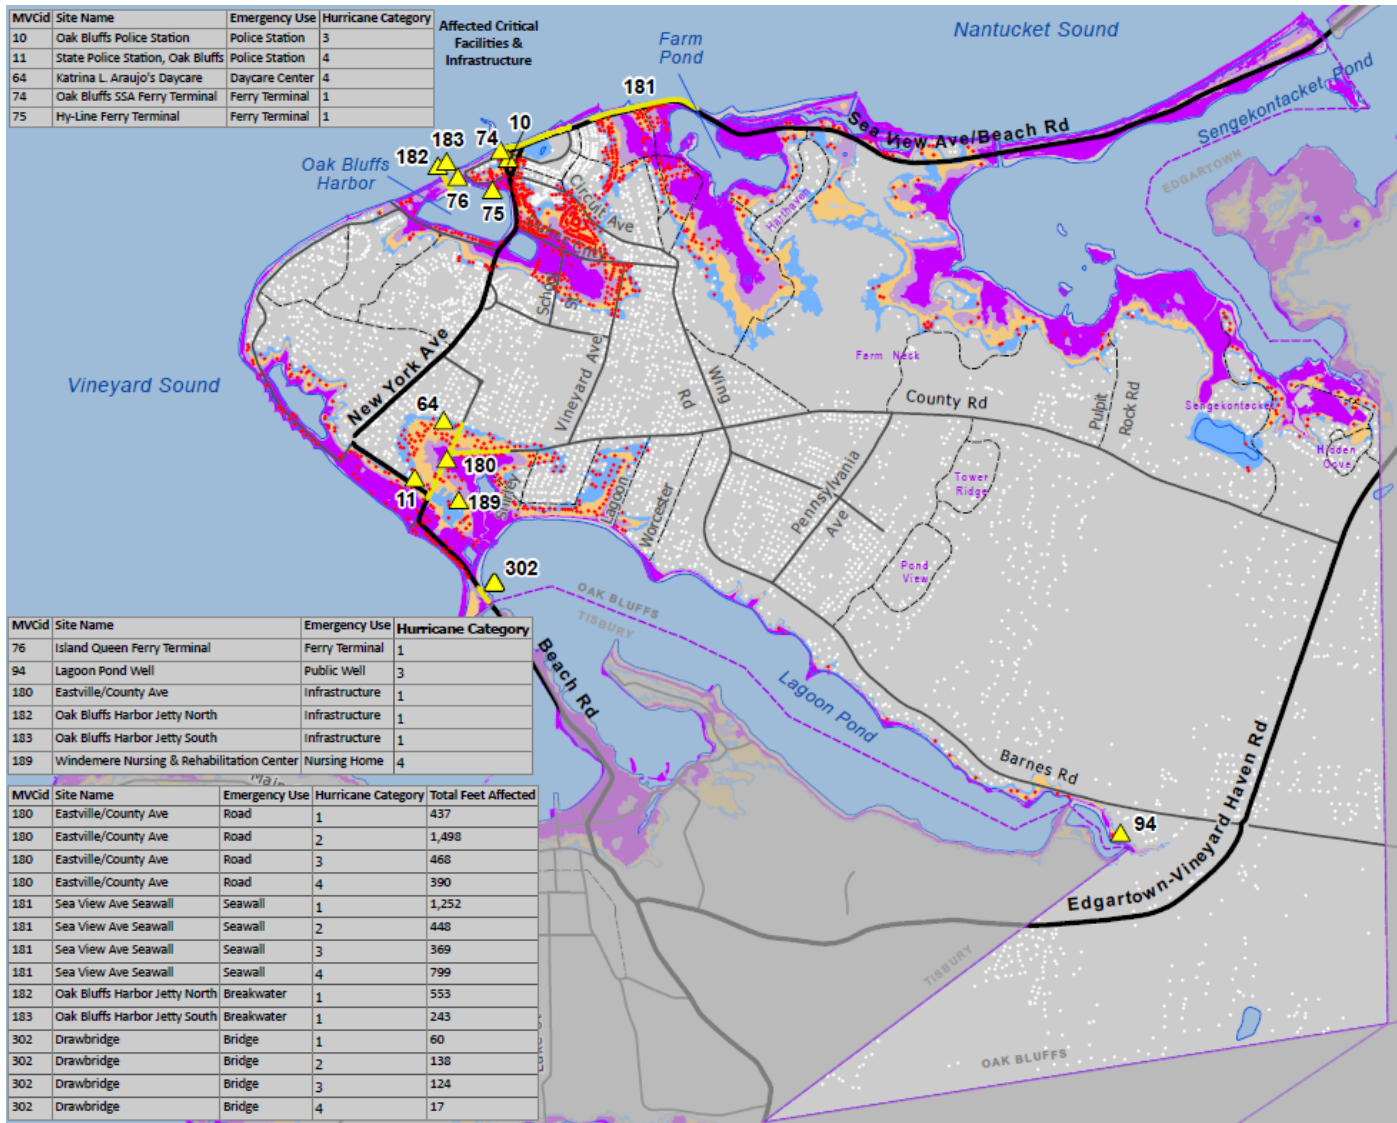 MVCid Site Name Emergency Use Hurricane Category
10 Oak Bluffs Police Station Police Station 3
11 State Police Station, Oak Bluffs Police Station 4
64 Katrina L. Araujo's Daycare Daycare Center 4
74 Oak Bluffs SSA Ferry Terminal Ferry Terminal 1
75 Hy-Line Ferry Terminal Ferry Terminal 1
Affected Critical
Facilities &
Infrastructure
Nantucket Sound
Farm
Pond
Sengekontacket Pond
EDGARTOWN
181
Sea View Ave/Beach Rd
10
74
183
182
Oak Bluffs
Harbor
76
75
Circuit Ave
Harthaven
School
St
Vineyard Sound
New York Ave
Vineyard Ave
Wing
Rd
Farm Neck
County Rd
Pulpit
Rock Rd
Sengekontacket
Hidden
Cove
64
180
11
189
Shirley
Lagoon
Worcester
Pennsylvania
Ave
Tower
Ridge
Pond
View
302
OAK BLUFFS
TISBURY
Beach Rd
Lagoon Pond
Barnes Rd
94
Edgartown-Vineyard Haven Rd
TISBURY
OAK BLUFFS
MVCid Site Name Emergency Use Hurricane Category
76 Island Queen Ferry Terminal Ferry Terminal 1
94 Lagoon Pond Well Public Well 3
180 Eastville/County Ave Infrastructure 1
182 Oak Bluffs Harbor Jetty North Infrastructure 1
183 Oak Bluffs Harbor Jetty South Infrastructure 1
189 Windemere Nursing & Rehabilitation Center Nursing Home 4
Main
MVCid Site Name Emergency Use Hurricane Category Total Feet Affected
180 Eastville/County Ave Road 1 437
180 Eastville/County Ave Road 2 1,498
180 Eastville/County Ave Road 3 468
180 Eastville/County Ave Road 4 390
181 Sea View Ave Seawall Seawall 1 1,252
181 Sea View Ave Seawall Seawall 2 448
181 Sea View Ave Seawall Seawall 3 369
181 Sea View Ave Seawall Seawall 4 799
182 Oak Bluffs Harbor Jetty North Breakwater 1 553
183 Oak Bluffs Harbor Jetty South Breakwater 1 243
302 Drawbridge Bridge 1 60
302 Drawbridge Bridge 2 138
302 Drawbridge Bridge 3 124
302 Drawbridge Bridge 4 17